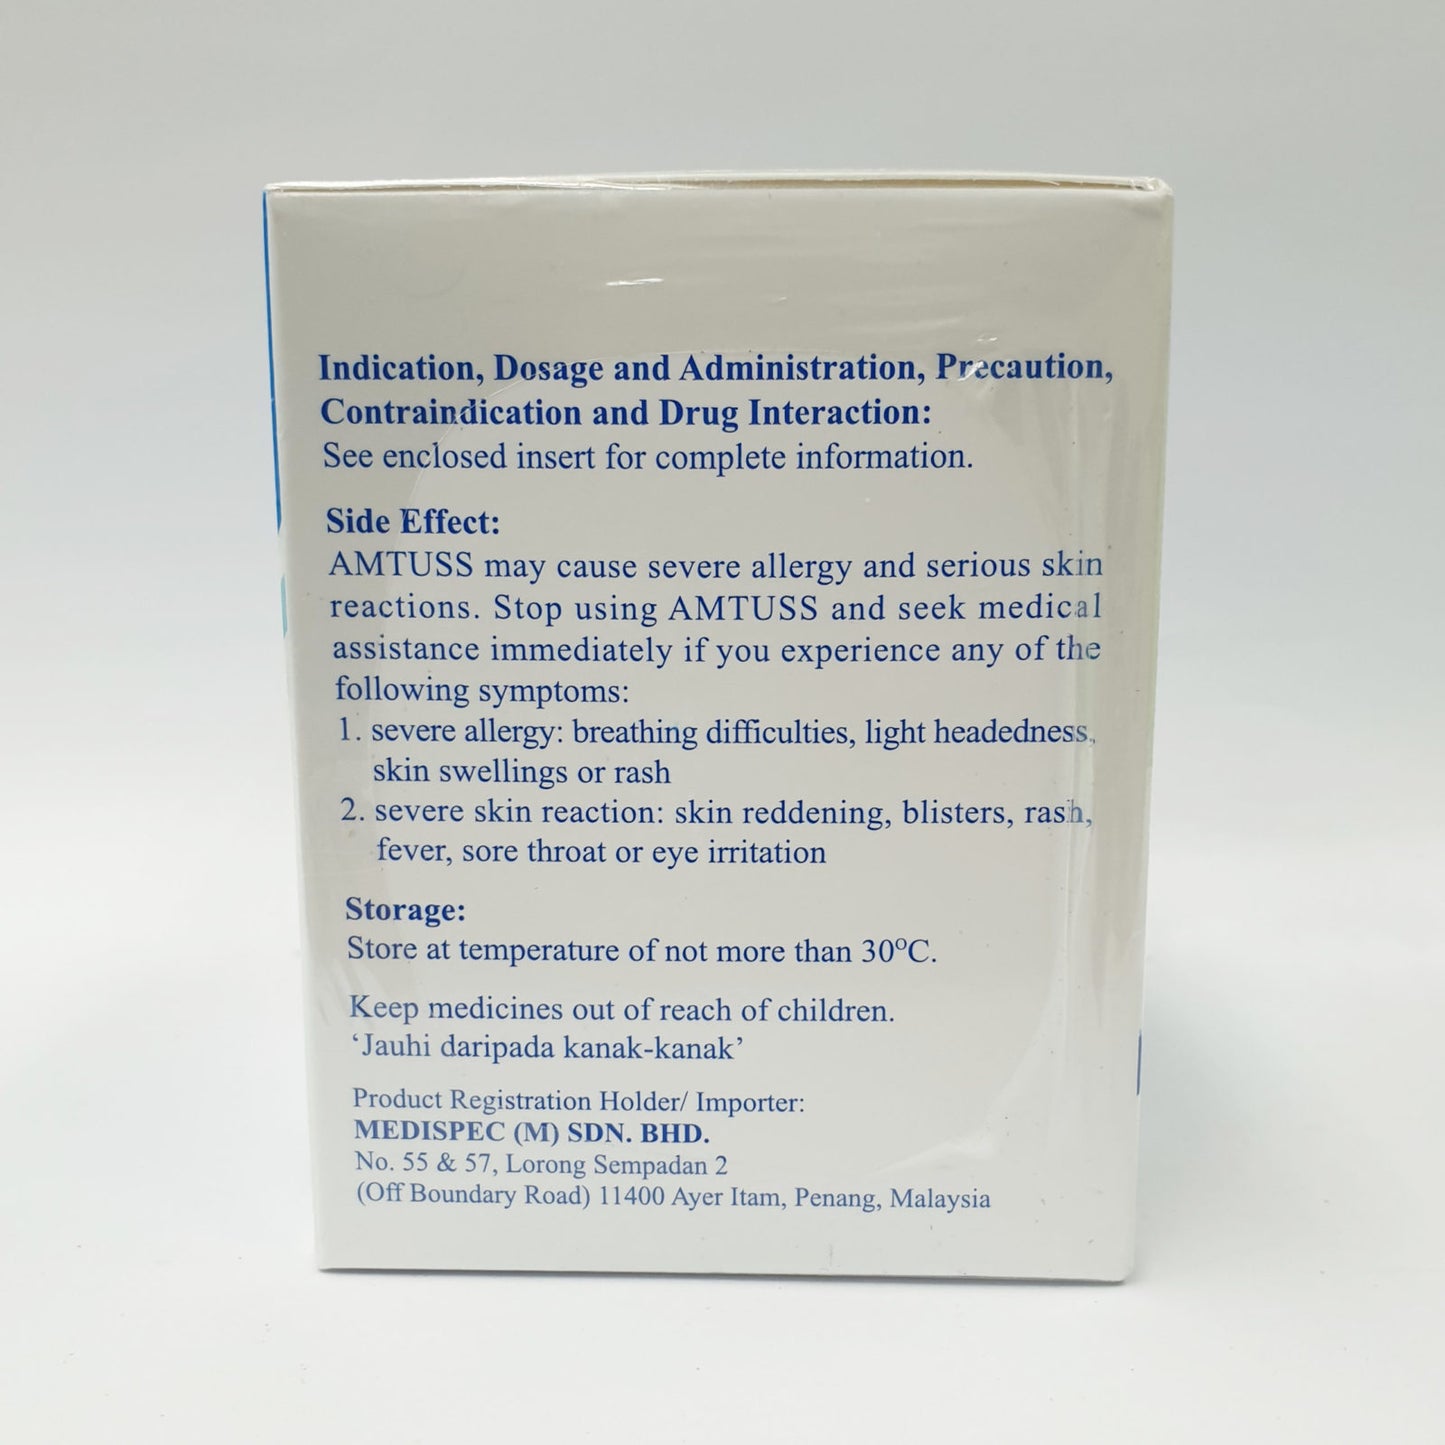 Indication, Dosage and Administration, Precaution,
Contraindication and Drug Interaction:
See enclosed insert for complete information.
Side Effect:
AMTUSS may cause severe allergy and serious skin
reactions. Stop using AMTUSS and seek medical
assistance immediately if you experience any of the
following symptoms:
1. severe allergy: breathing difficulties, light headedness,
skin swellings or rash
2. severe skin reaction: skin reddening, blisters, rash,
fever, sore throat or eye irritation
Storage:
Store at temperature of not more than 30ºC.
Keep medicines out of reach of children.
‘Jauhi daripada kanak-kanak’
Product Registration Holder/ Importer:
MEDISPEC (M) SDN. BHD.
No. 55 & 57, Lorong Sempadan 2
(Off Boundary Road) 11400 Ayer Itam, Penang, Malaysia